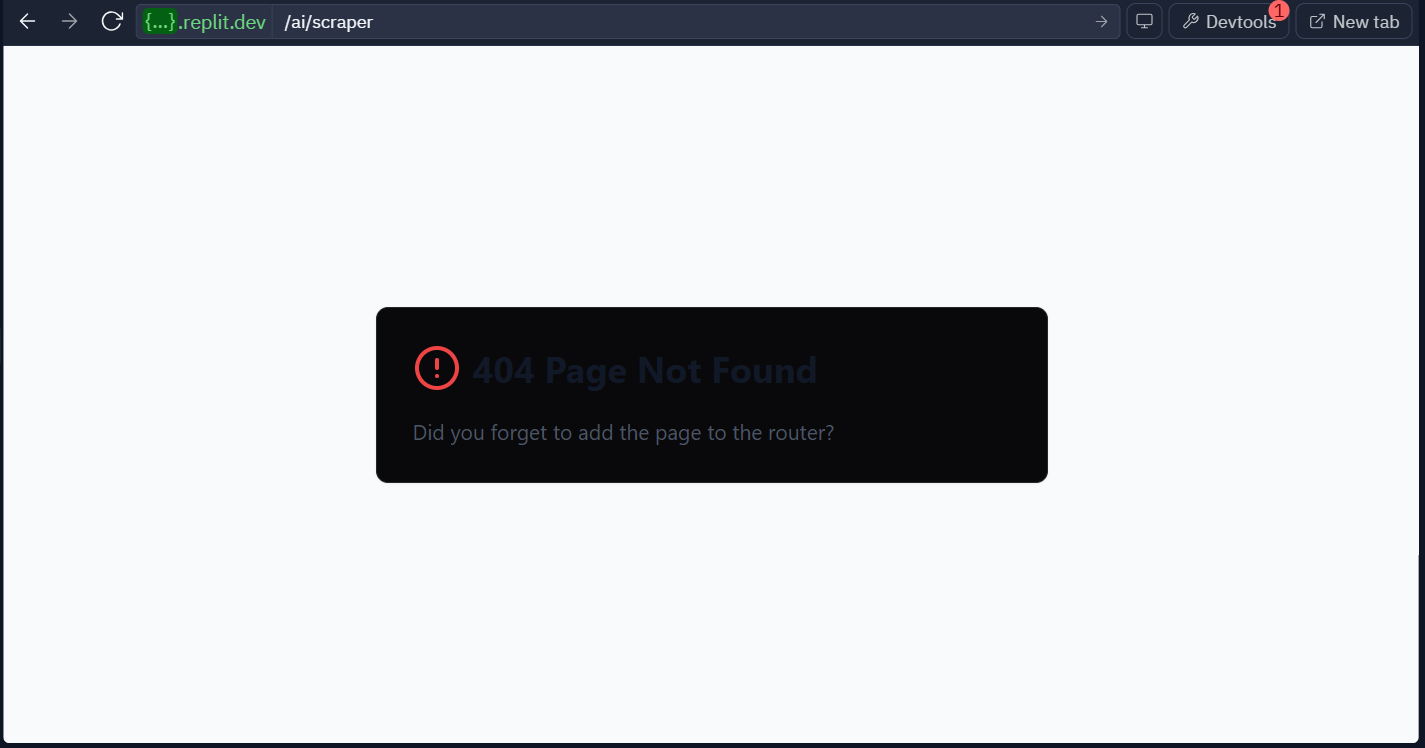 {...}.replit.dev /ai/scraper Devtools 1 New tab
404 Page Not Found
Did you forget to add the page to the router?